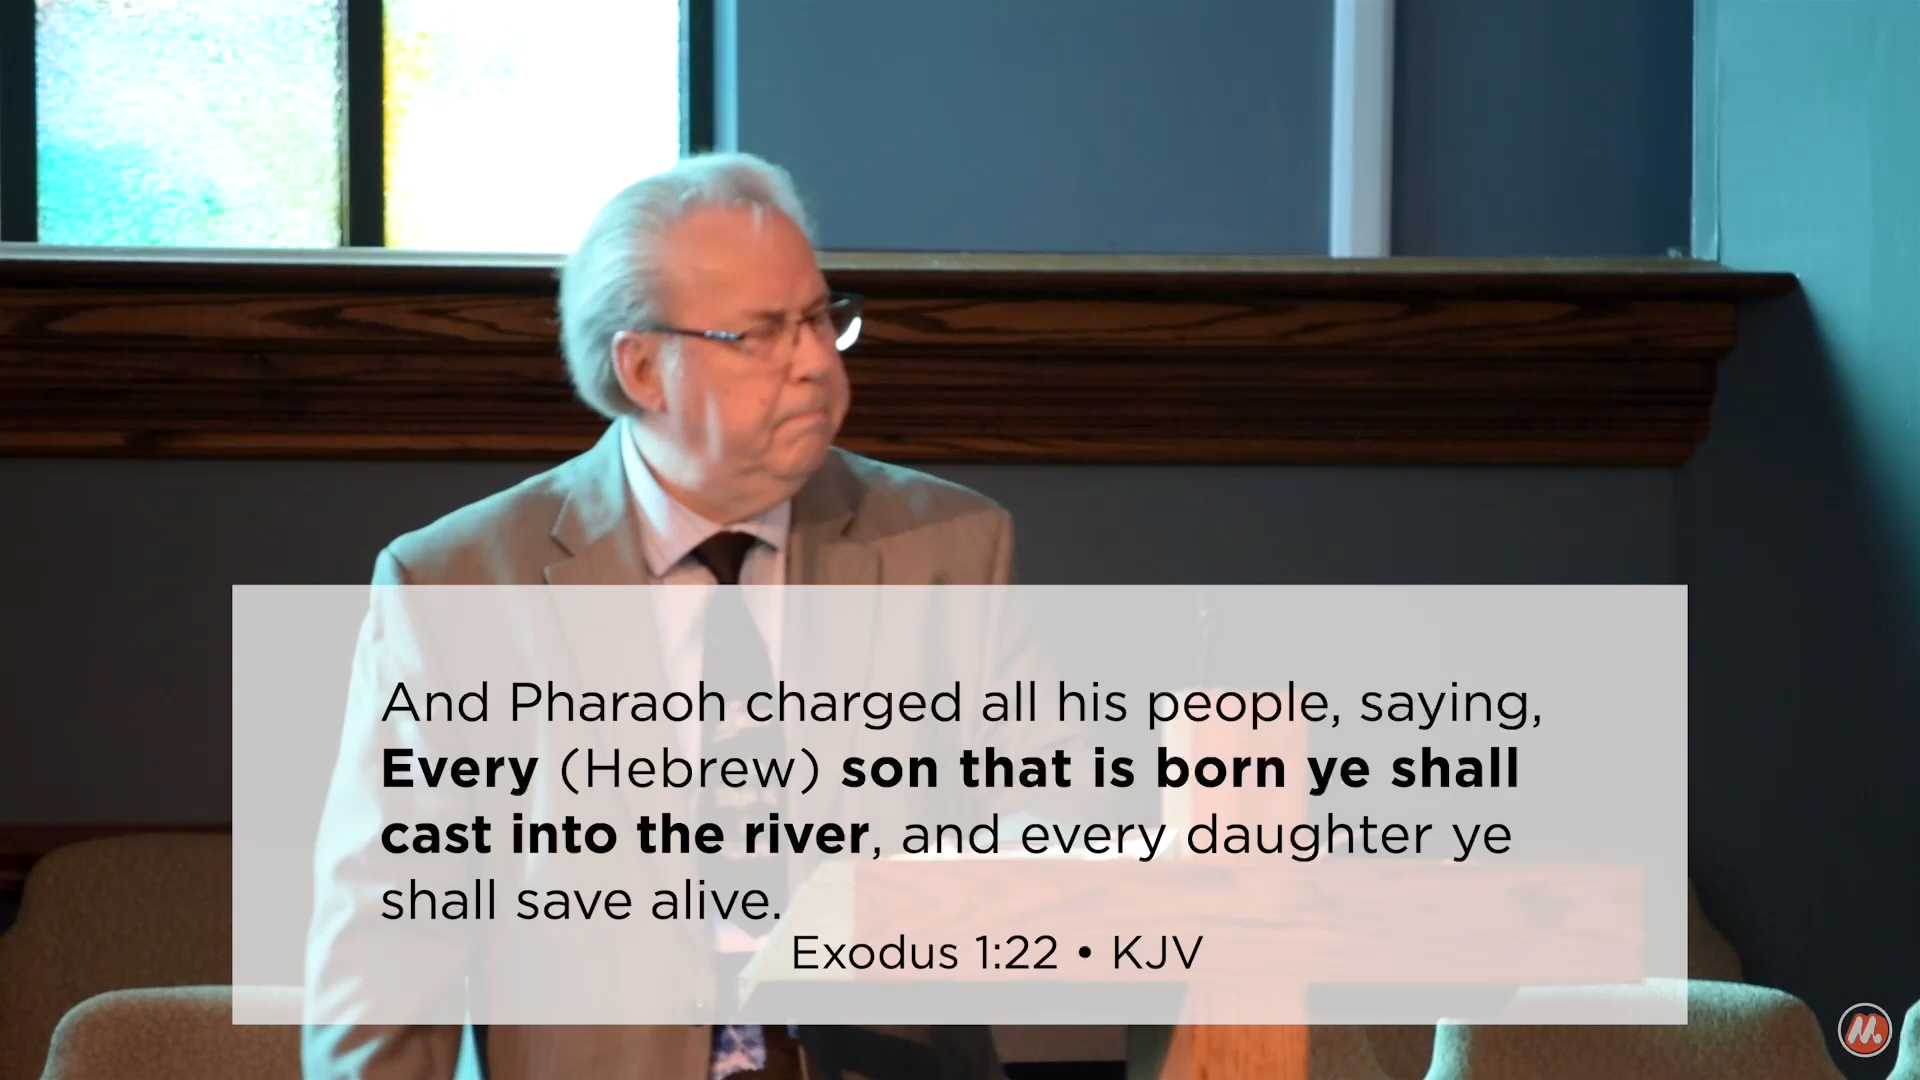 And Pharaoh charged all his people, saying,
Every (Hebrew) son that is born ye shall
cast into the river, and every daughter ye
shall save alive.
Exodus 1:22 • KJV
M